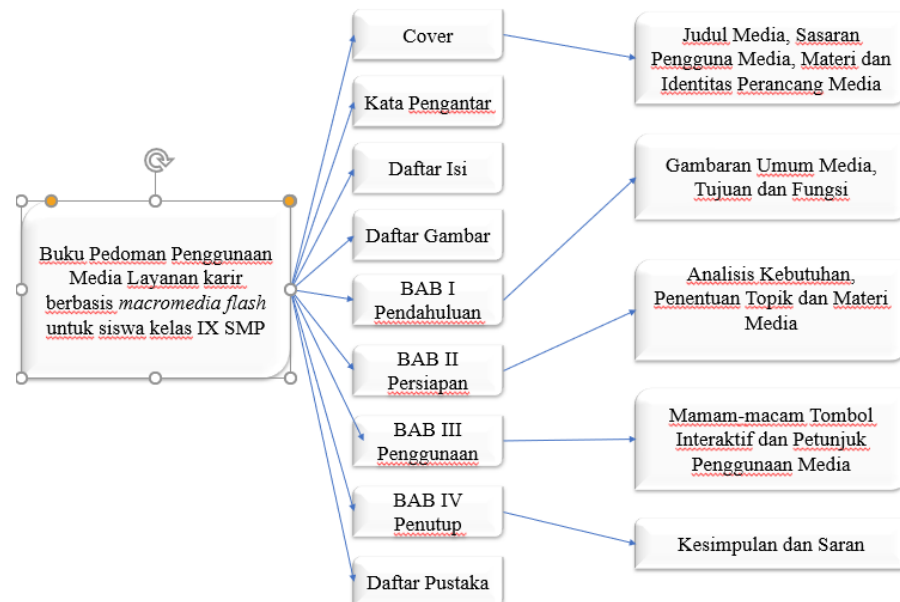 Buku Pedoman Penggunaan
Media Layanan karir
berbasis macromedia flash
untuk siswa kelas IX SMP
Cover
Kata Pengantar
Daftar Isi
Daftar Gambar
BAB I
Pendahuluan
BAB II
Persiapan
BAB III
Penggunaan
BAB IV
Penutup
Daftar Pustaka
Judul Media, Sasaran
Pengguna Media, Materi dan
Identitas Perancang Media
Gambaran Umum Media,
Tujuan dan Fungsi
Analisis Kebutuhan,
Penentuan Topik dan Materi
Media
Mamam-macam Tombol
Interaktif dan Petunjuk
Penggunaan Media
Kesimpulan dan Saran